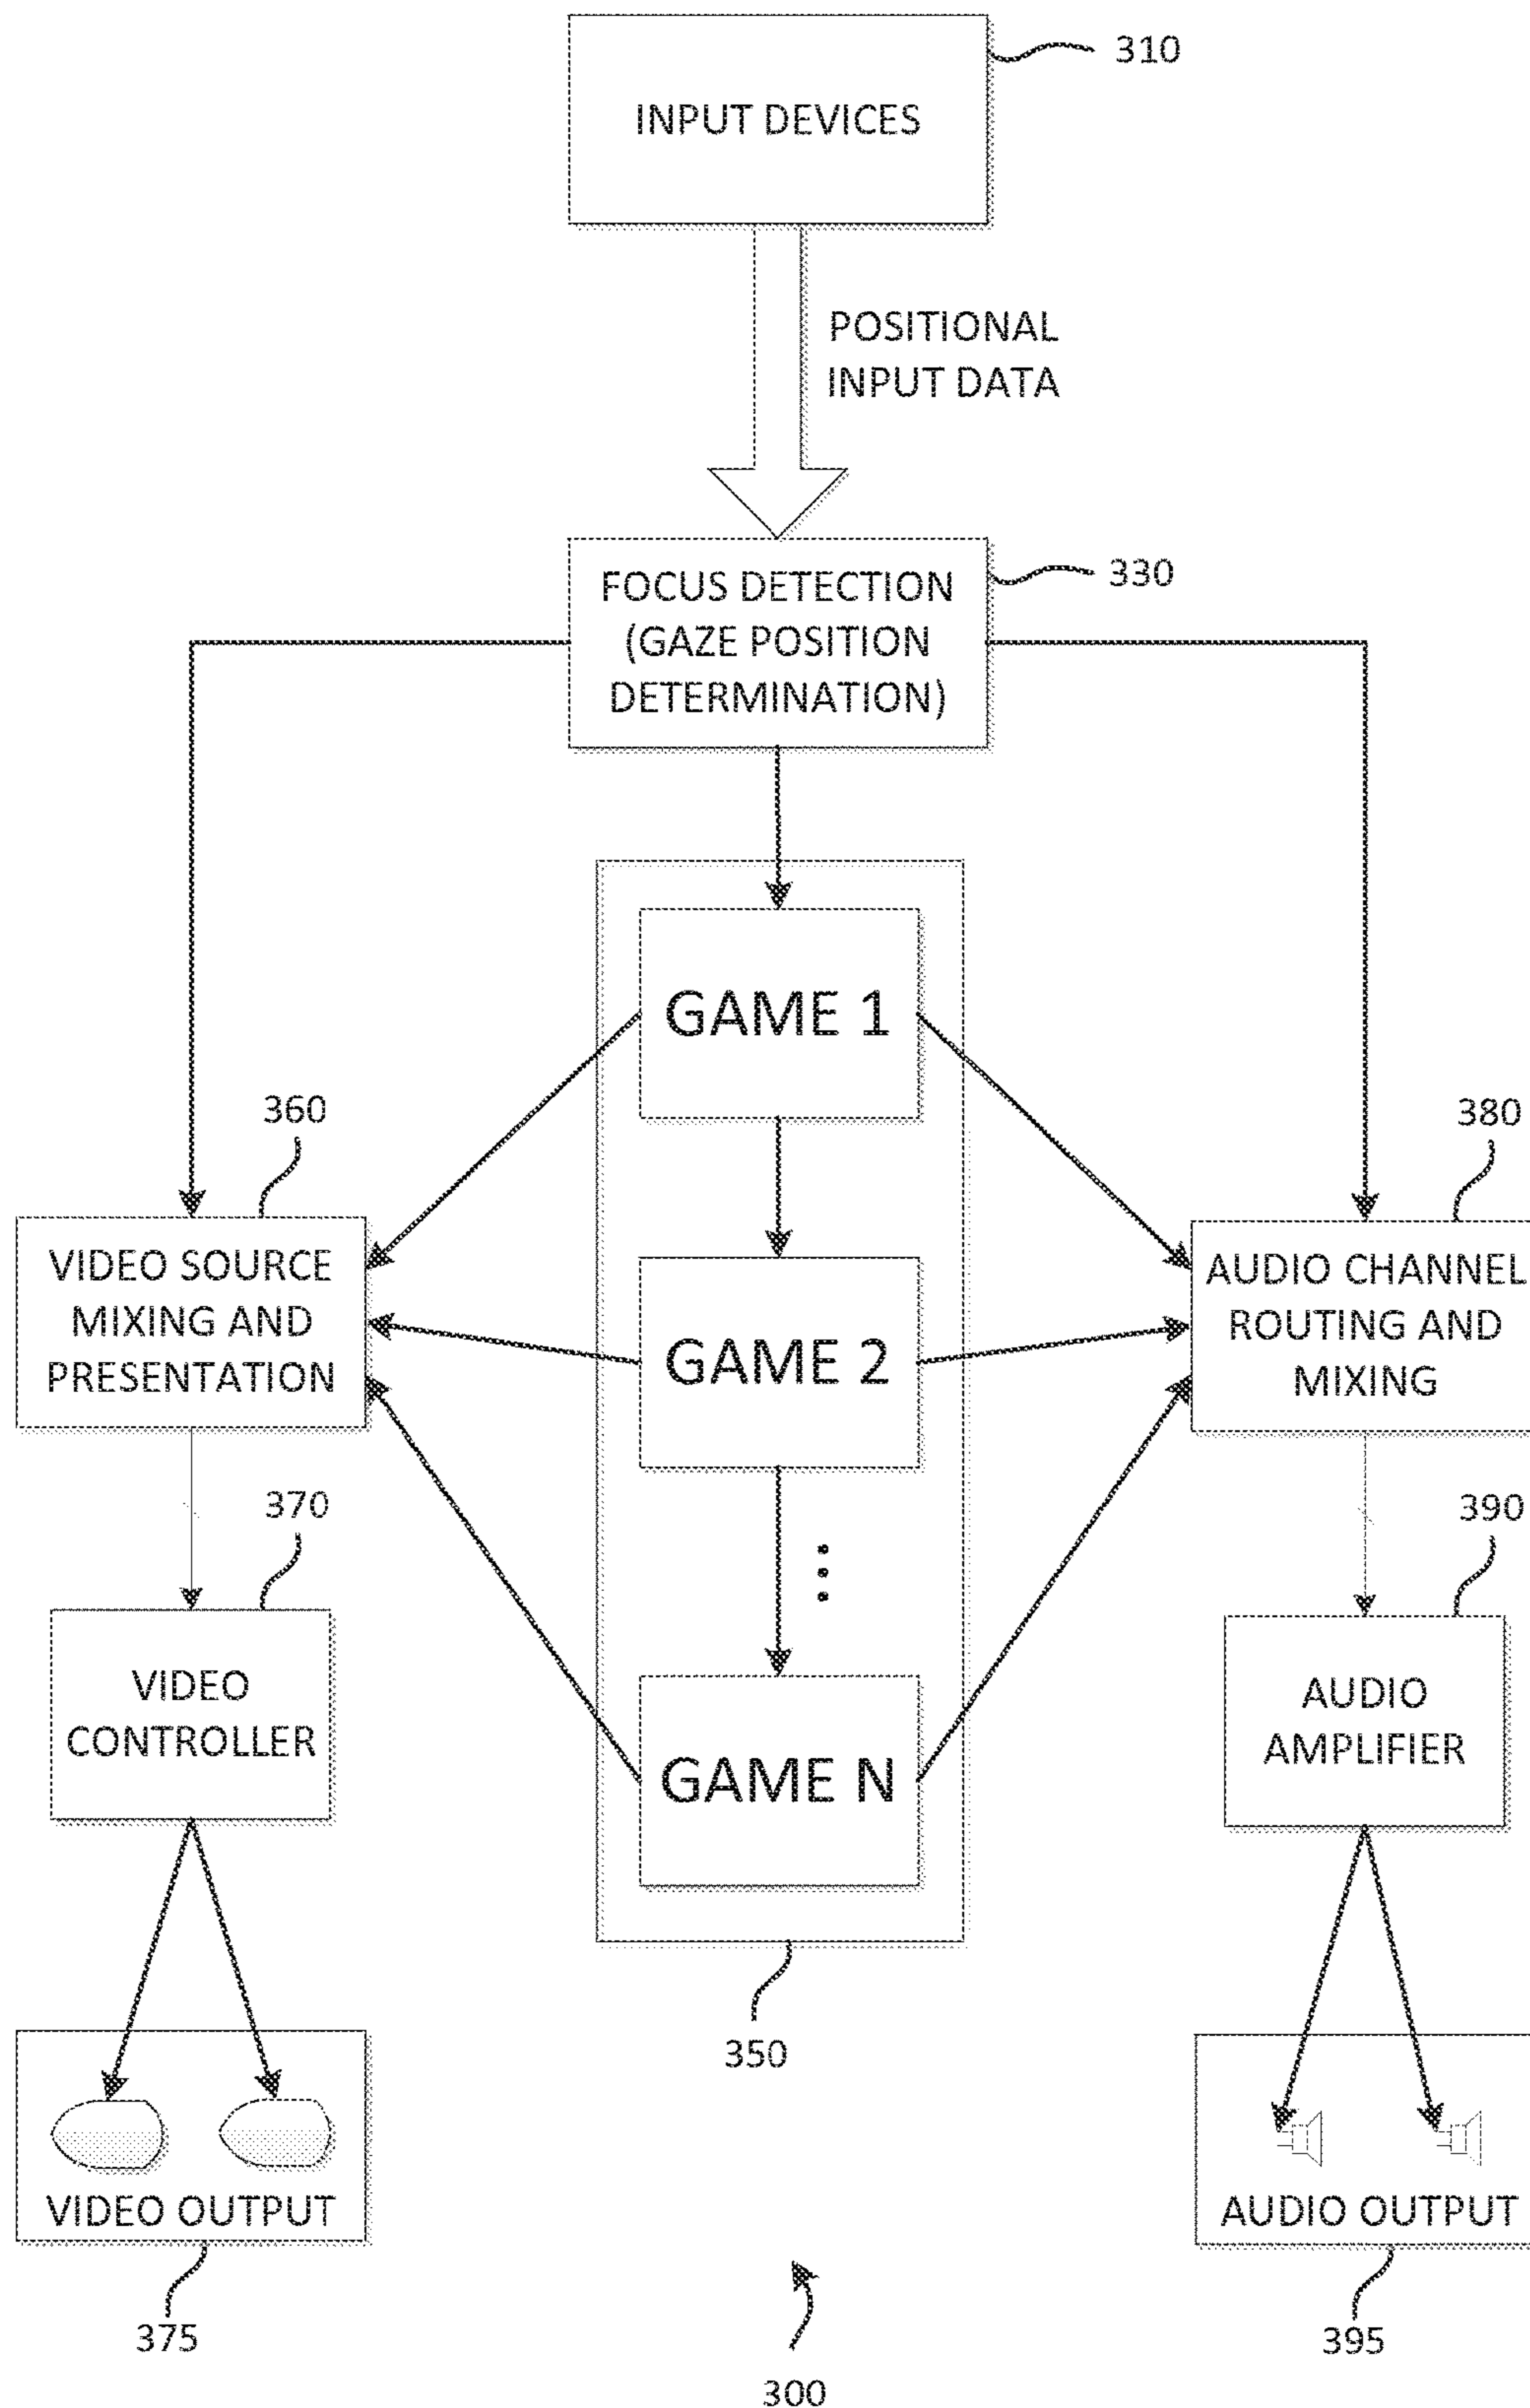 310
INPUT DEVICES
POSITIONAL
INPUT DATA
330
FOCUS DETECTION
(GAZE POSITION
DETERMINATION)
GAME 1
360
380
VIDEO SOURCE
MIXING AND
PRESENTATION
GAME 2
AUDIO CHANNEL
ROUTING AND
MIXING
370
390
VIDEO
CONTROLLER
GAME N
AUDIO
AMPLIFIER
350
VIDEO OUTPUT
AUDIO OUTPUT
375
395
300